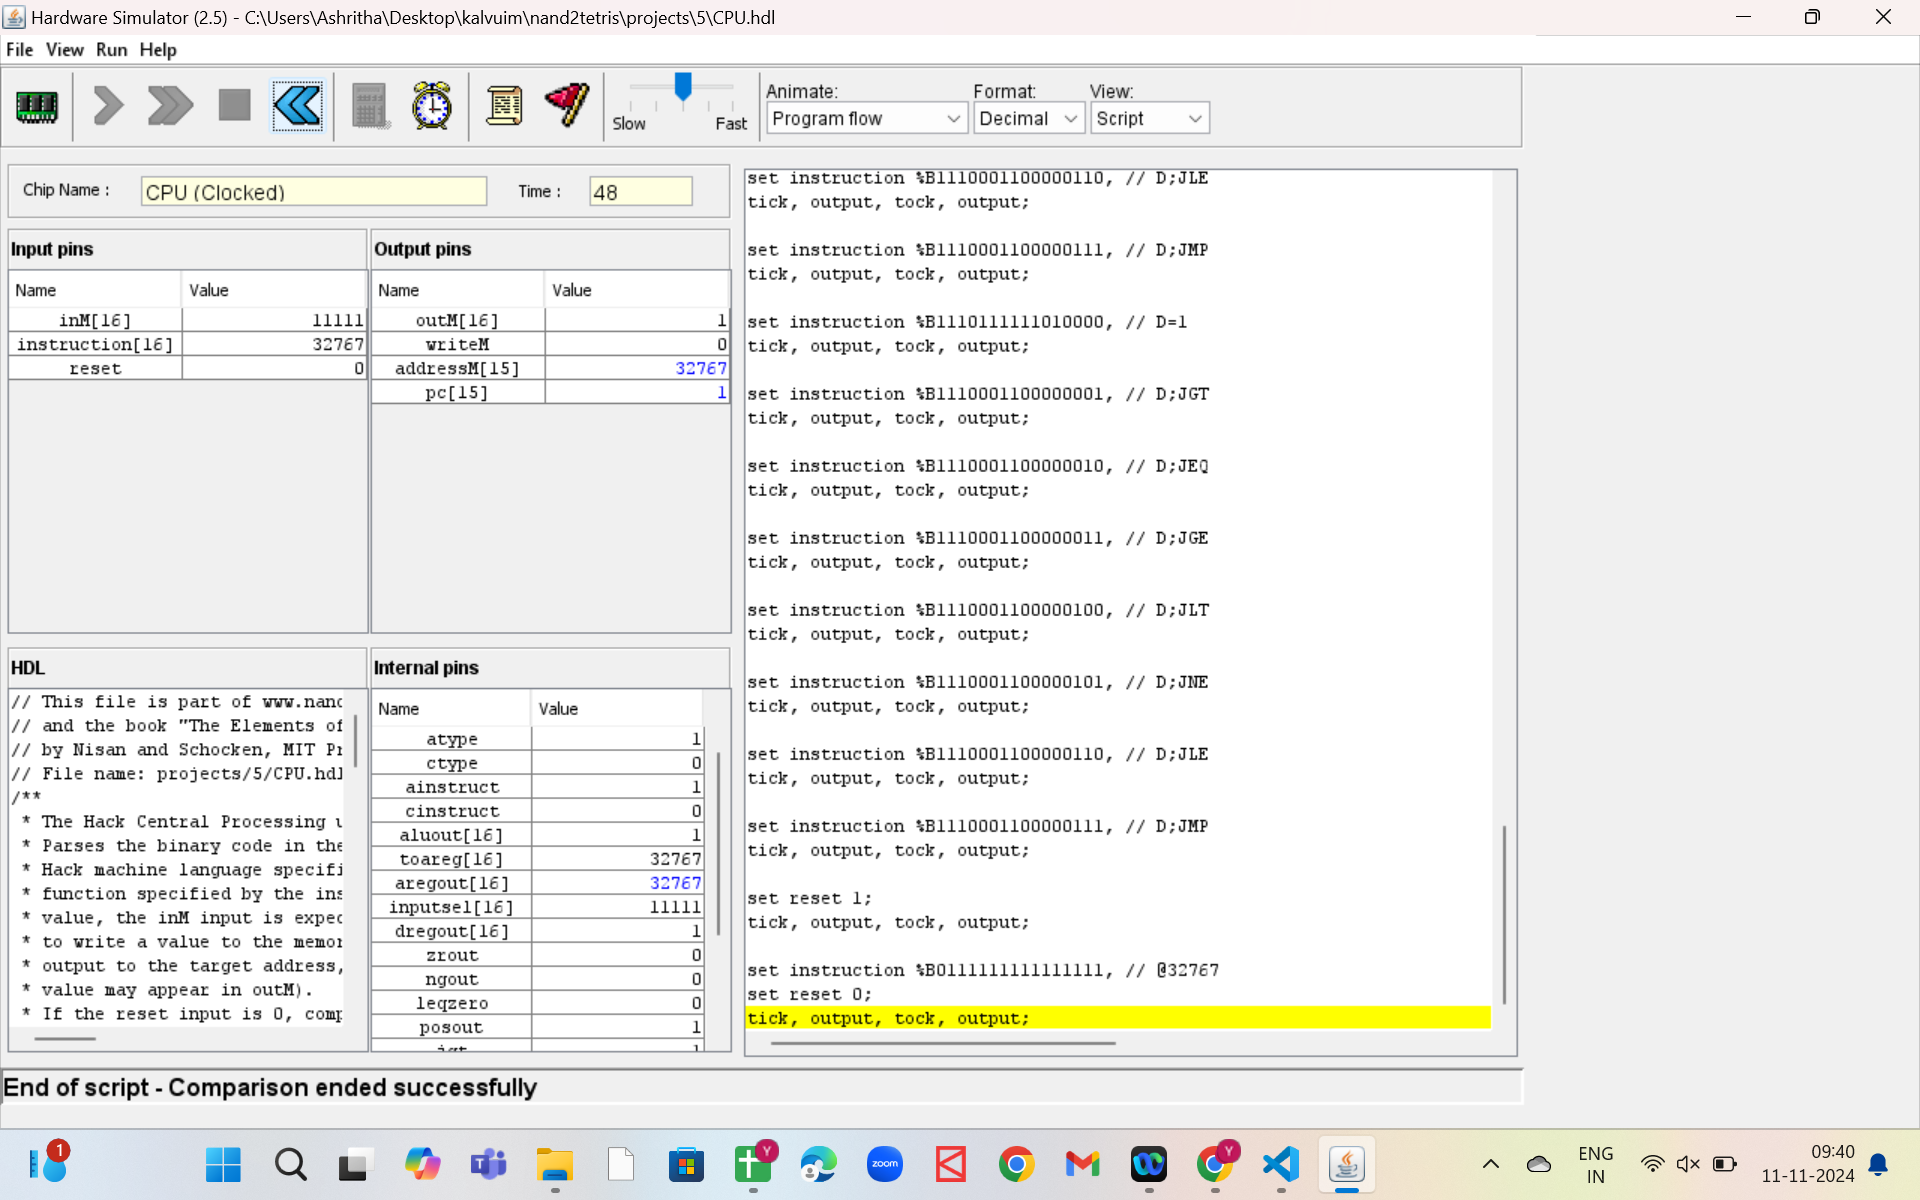 Hardware Simulator (2.5) - C:\Users\Ashritha\Desktop\kalvuim\nand2tetris\projects\5\CPU.hdl
File View Run Help
Slow Fast
Animate: Format: View:
Program flow Decimal Script
Chip Name : CPU (Clocked) Time : 48
Input pins
Name Value
inM[16] 11111
instruction[16] 32767
reset 0
Output pins
Name Value
outM[16] 1
writeM 0
addressM[15] 32767
pc[15] 1
HDL
// This file is part of www.nanc
// and the book "The Elements of
// by Nisan and Schocken, MIT Pr
// File name: projects/5/CPU.hdl
/**
* The Hack Central Processing u
* Parses the binary code in the
* Hack machine language specifi
* function specified by the ins
* value, the inM input is expec
* to write a value to the memor
* output to the target address,
* value may appear in outM).
* If the reset input is 0, comp
Internal pins
Name Value
atype 1
ctype 0
ainstruct 1
cinstruct 0
aluout[16] 1
toareg[16] 32767
aregout[16] 32767
inputsel[16] 11111
dregout[16] 1
zrout 0
ngout 0
leqzero 0
posout 1
jgt 1
set instruction %B1110001100000110, // D;JLE
tick, output, tock, output;
set instruction %B1110001100000111, // D;JMP
tick, output, tock, output;
set instruction %B1110111111010000, // D=1
tick, output, tock, output;
set instruction %B1110001100000001, // D;JGT
tick, output, tock, output;
set instruction %B1110001100000010, // D;JEQ
tick, output, tock, output;
set instruction %B1110001100000011, // D;JGE
tick, output, tock, output;
set instruction %B1110001100000100, // D;JLT
tick, output, tock, output;
set instruction %B1110001100000101, // D;JNE
tick, output, tock, output;
set instruction %B1110001100000110, // D;JLE
tick, output, tock, output;
set instruction %B1110001100000111, // D;JMP
tick, output, tock, output;
set reset 1;
tick, output, tock, output;
set instruction %B0111111111111111, // @32767
set reset 0;
tick, output, tock, output;
End of script - Comparison ended successfully
1
Y
zoom
Y
ENG
IN
09:40
11-11-2024